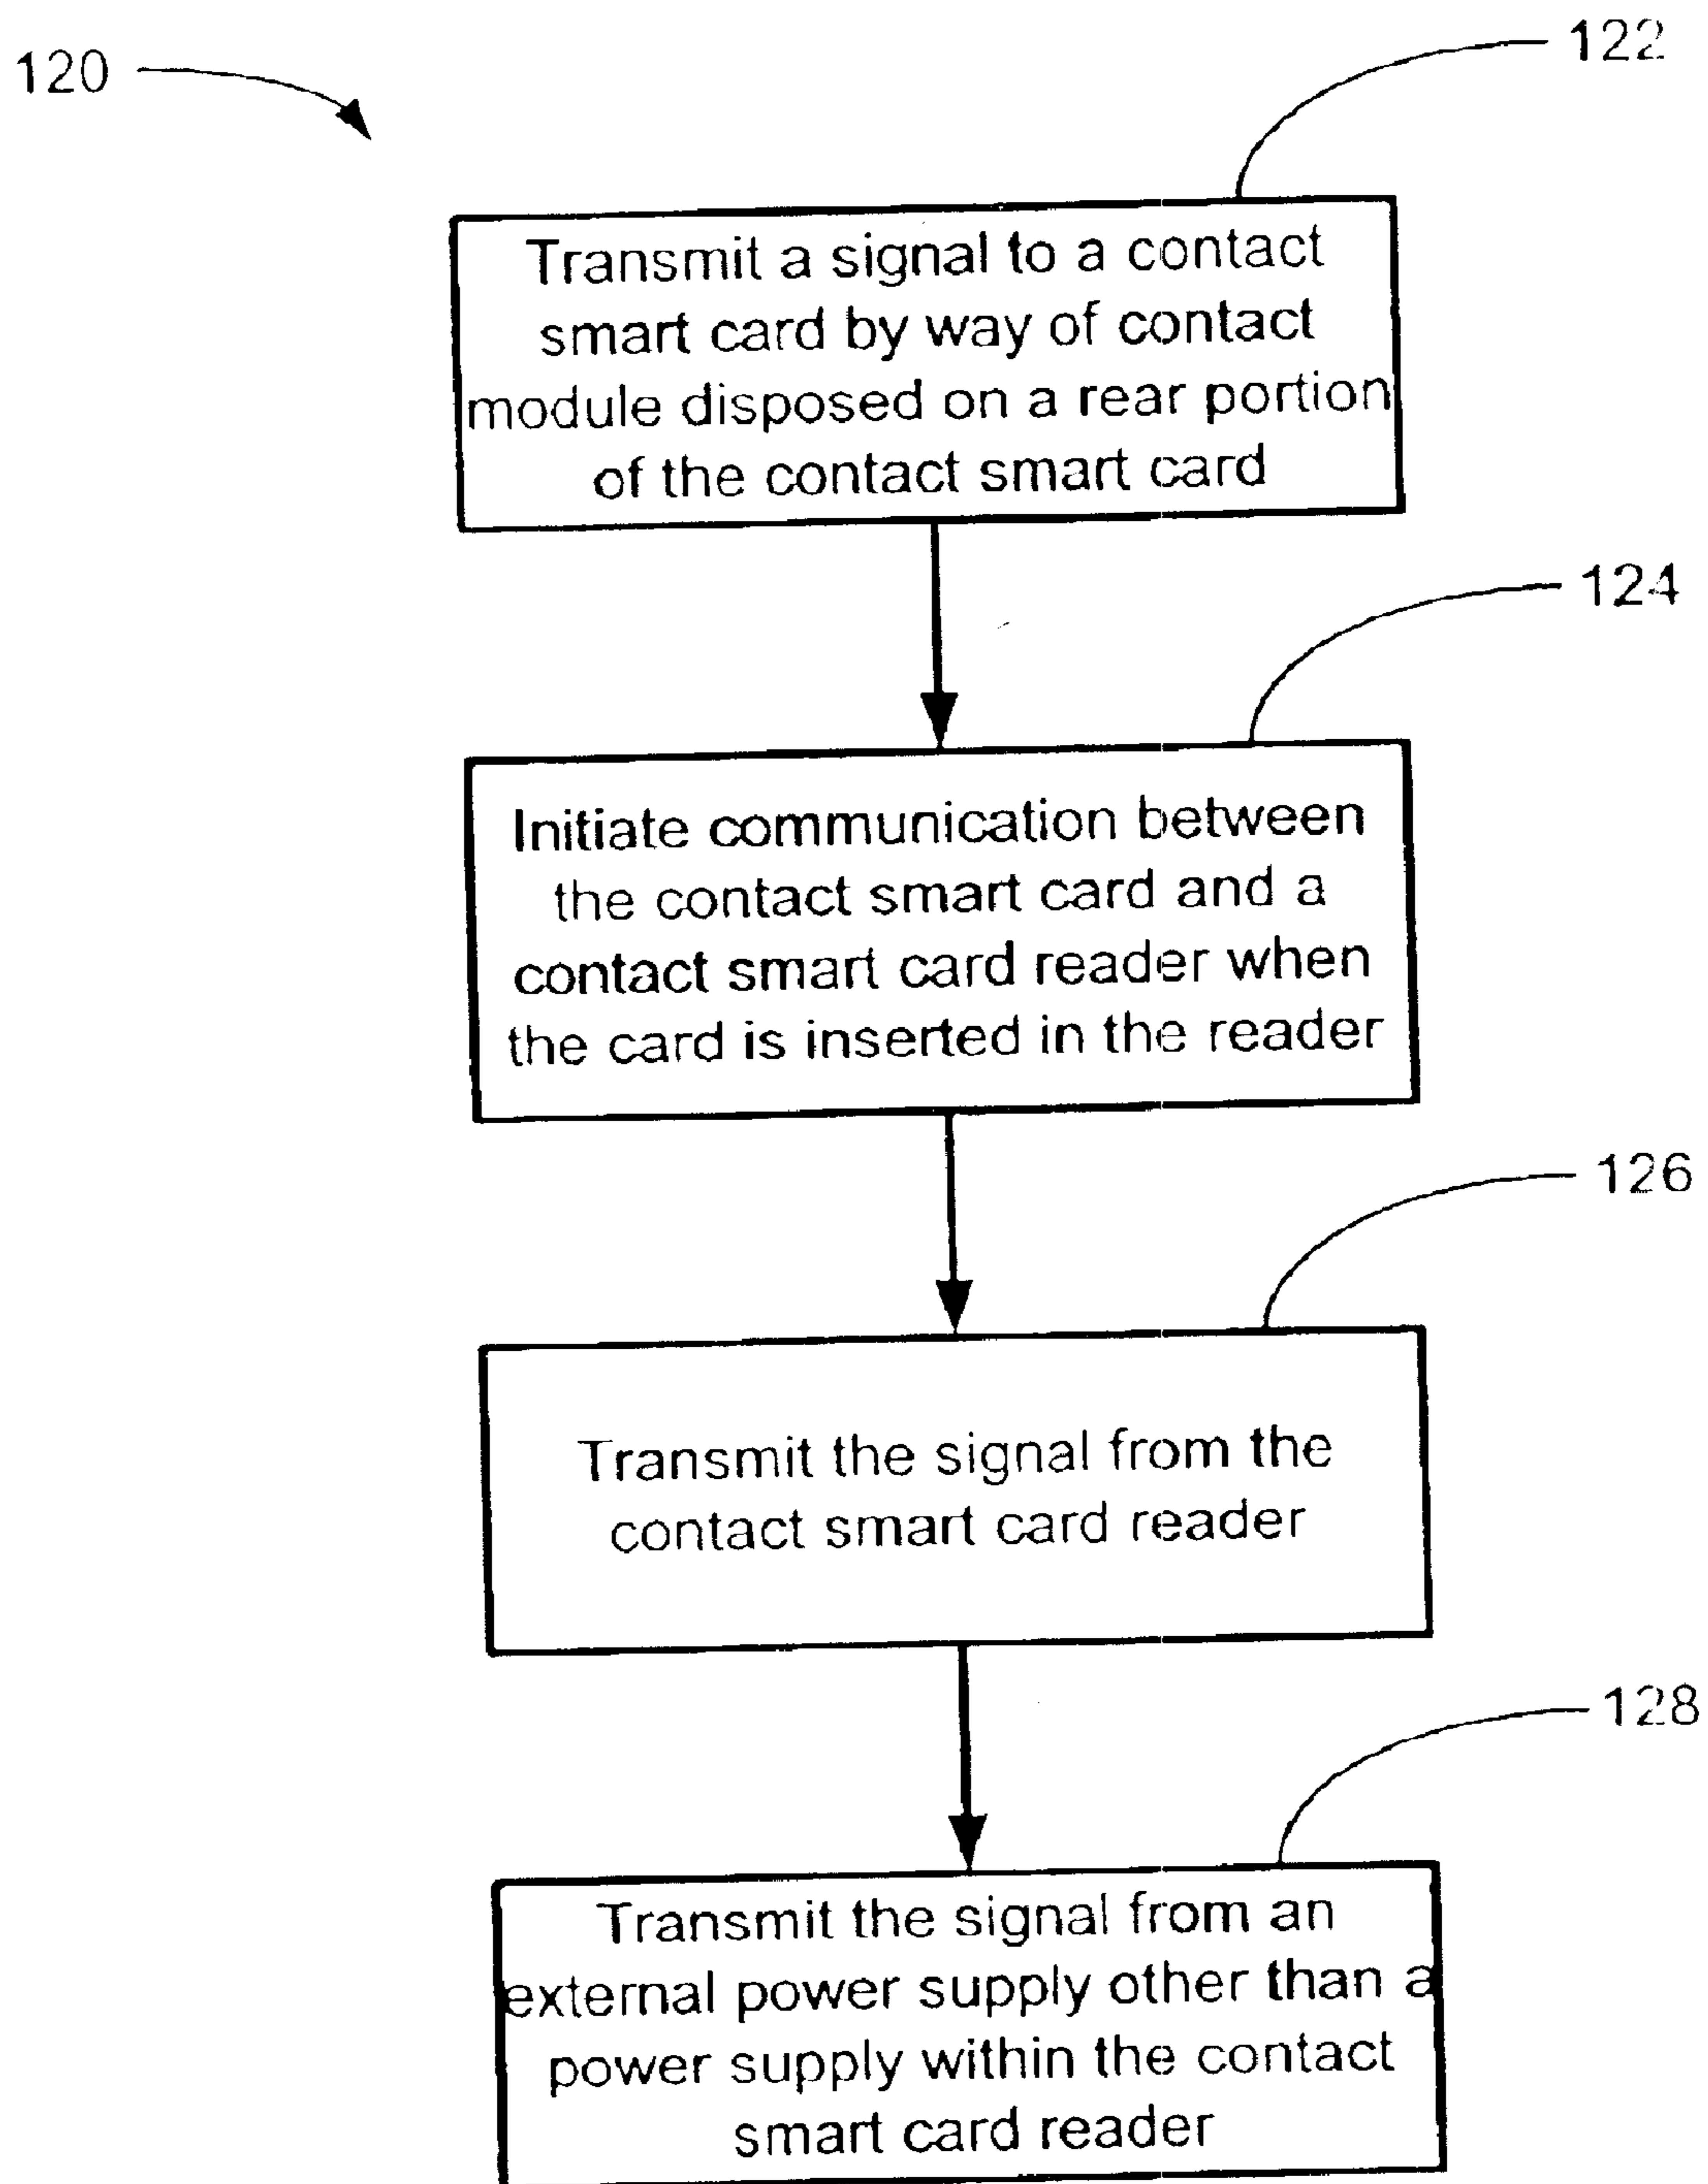 120
122
Transmit a signal to a contact
smart card by way of contact
module disposed on a rear portion
of the contact smart card
124
Initiate communication between
the contact smart card and a
contact smart card reader when
the card is inserted in the reader
126
Transmit the signal from the
contact smart card reader
128
Transmit the signal from an
external power supply other than a
power supply within the contact
smart card reader